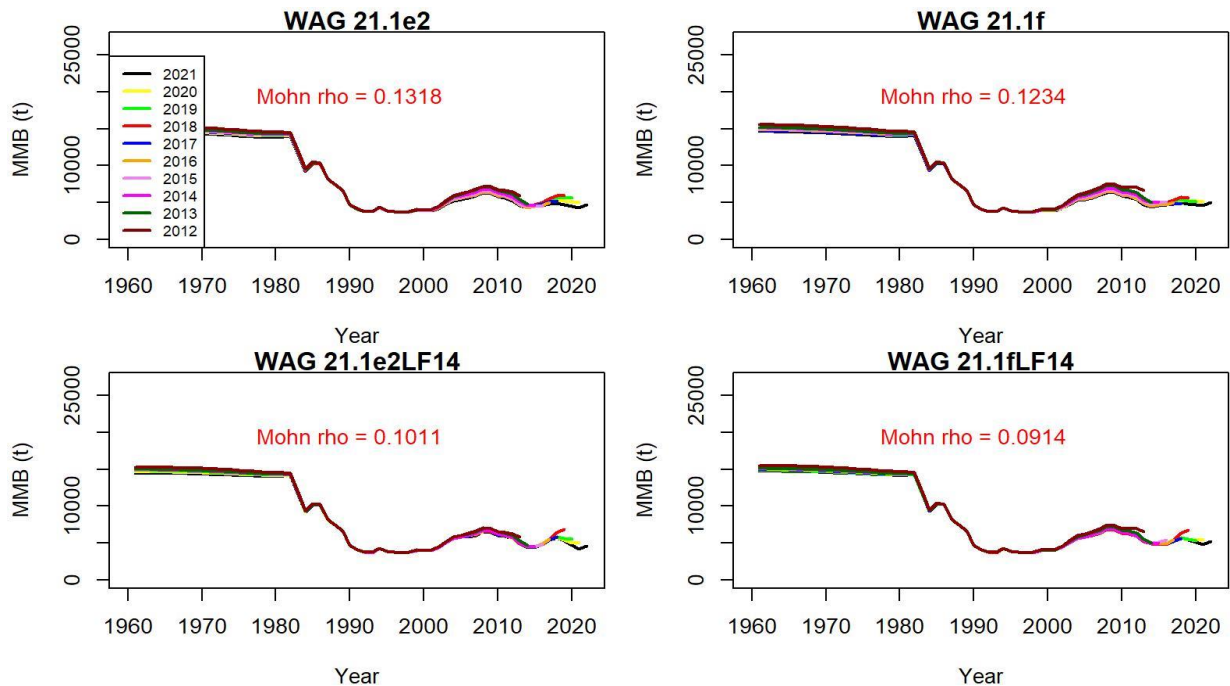 WAG 21.1e2
MMB (t)
25000
10000
0
2021
2020
2019
2018
2017
2016
2015
2014
2013
2012
Mohn rho = 0.1318
1960 1970 1980 1990 2000 2010 2020
Year
WAG 21.1f
MMB (t)
25000
10000
0
Mohn rho = 0.1234
1960 1970 1980 1990 2000 2010 2020
Year
WAG 21.1e2LF14
MMB (t)
25000
10000
0
Mohn rho = 0.1011
1960 1970 1980 1990 2000 2010 2020
Year
WAG 21.1fLF14
MMB (t)
25000
10000
0
Mohn rho = 0.0914
1960 1970 1980 1990 2000 2010 2020
Year